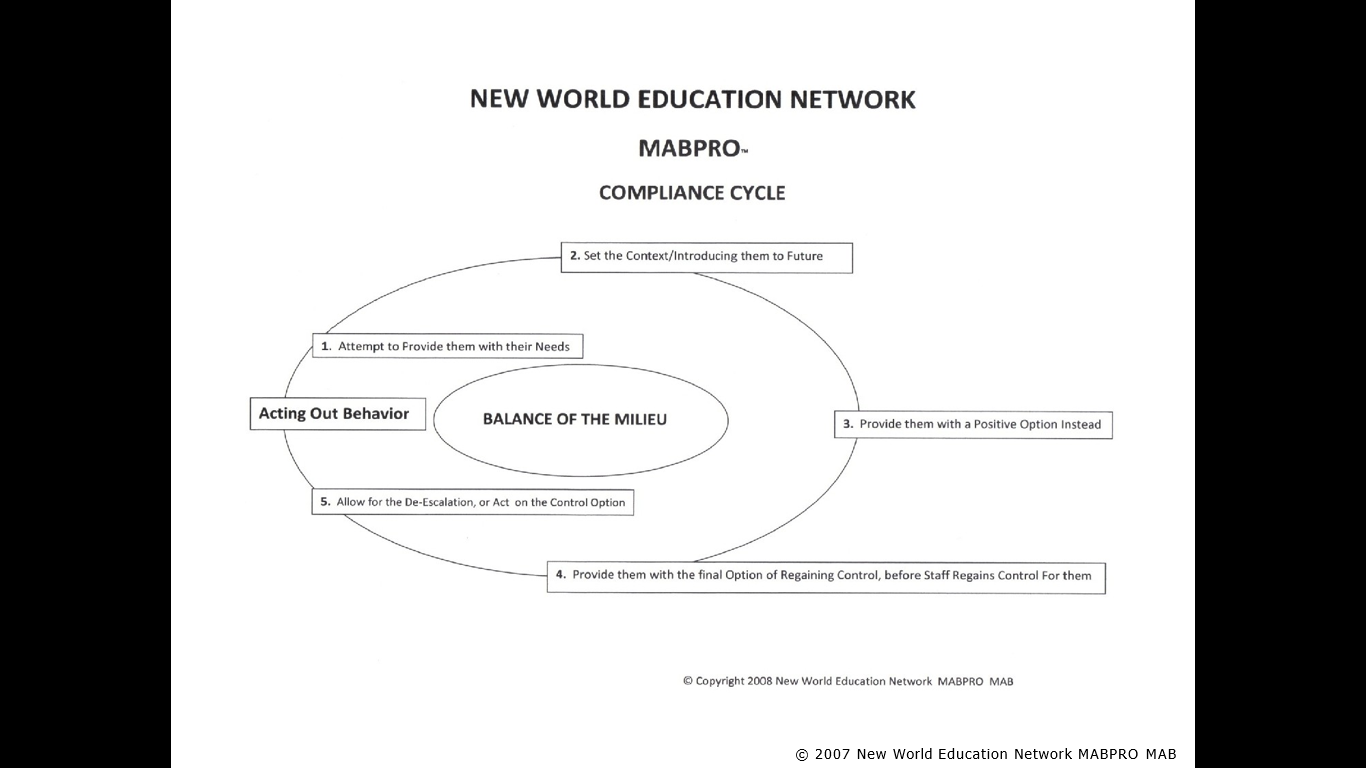 NEW WORLD EDUCATION NETWORK
MABPRO™
COMPLIANCE CYCLE
2. Set the Context/Introducing them to Future
1. Attempt to Provide them with their Needs
Acting Out Behavior
BALANCE OF THE MILIEU
3. Provide them with a Positive Option Instead
5. Allow for the De-Escalation, or Act on the Control Option
4. Provide them with the final Option of Regaining Control, before Staff Regains Control For them
© Copyright 2008 New World Education Network MABPRO MAB
© 2007 New World Education Network MABPRO MAB